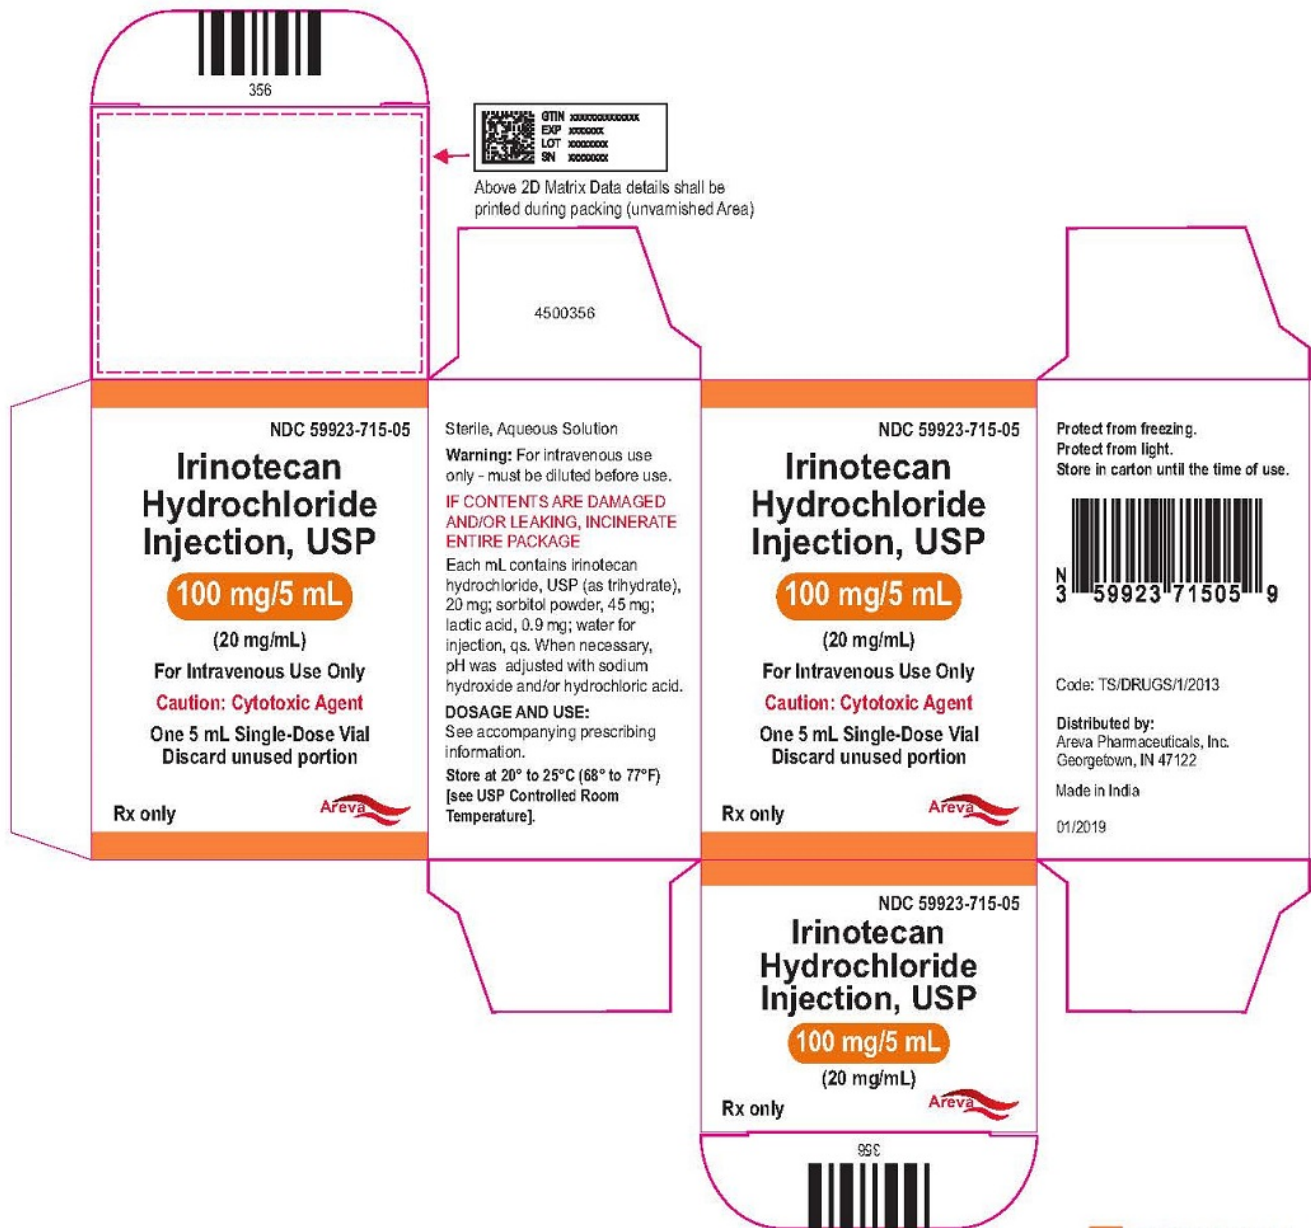 356
GTIN xxxxxxxxxxxxx
EXP xxxxxx
LOT xxxxxxx
SN xxxxxxx
Above 2D Matrix Data details shall be
printed during packing (unvarnished Area)
4500356
NDC 59923-715-05
Irinotecan
Hydrochloride
Injection, USP
100 mg/5 mL
(20 mg/mL)
For Intravenous Use Only
Caution: Cytotoxic Agent
One 5 mL Single-Dose Vial
Discard unused portion
Rx only
Areva
Sterile, Aqueous Solution
Warning: For intravenous use
only - must be diluted before use.
IF CONTENTS ARE DAMAGED
AND/OR LEAKING, INCINERATE
ENTIRE PACKAGE
Each mL contains irinotecan
hydrochloride, USP (as trihydrate),
20 mg; sorbitol powder, 45 mg;
lactic acid, 0.9 mg; water for
injection, qs. When necessary,
pH was adjusted with sodium
hydroxide and/or hydrochloric acid.
DOSAGE AND USE:
See accompanying prescribing
information.
Store at 20° to 25°C (68° to 77°F)
[see USP Controlled Room
Temperature].
NDC 59923-715-05
Irinotecan
Hydrochloride
Injection, USP
100 mg/5 mL
(20 mg/mL)
For Intravenous Use Only
Caution: Cytotoxic Agent
One 5 mL Single-Dose Vial
Discard unused portion
Rx only
Areva
Protect from freezing.
Protect from light.
Store in carton until the time of use.
N
3 59923 71505 9
Code: TS/DRUGS/1/2013
Distributed by:
Areva Pharmaceuticals, Inc.
Georgetown, IN 47122
Made in India
01/2019
NDC 59923-715-05
Irinotecan
Hydrochloride
Injection, USP
100 mg/5 mL
(20 mg/mL)
Rx only
Areva
356